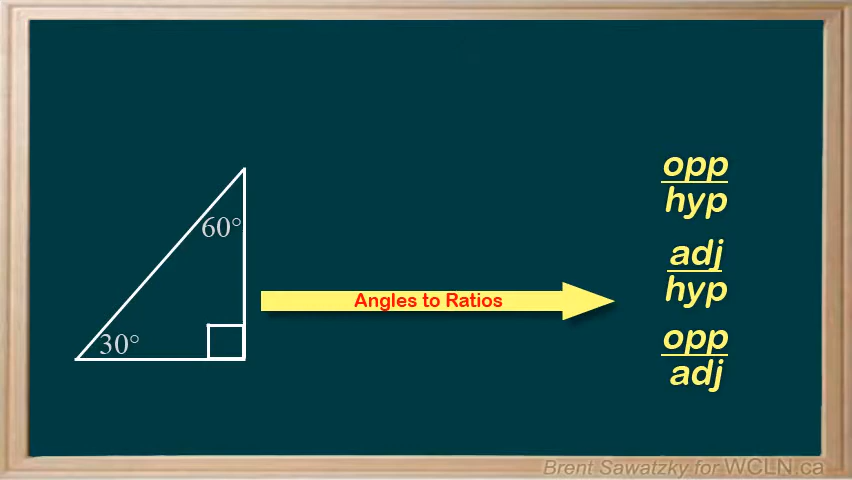 60°
30°
Angles to Ratios
opp
hyp
adj
hyp
opp
adj
Brent Sawatzky for WCLN.ca